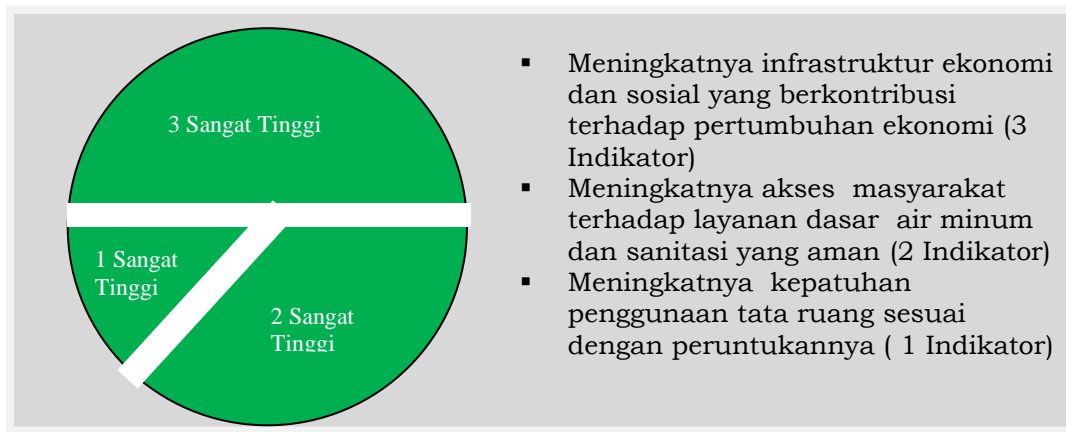 3 Sangat Tinggi
1 Sangat
Tinggi
2 Sangat
Tinggi
▪ Meningkatnya infrastruktur ekonomi
dan sosial yang berkontribusi
terhadap pertumbuhan ekonomi (3
Indikator)
▪ Meningkatnya akses masyarakat
terhadap layanan dasar air minum
dan sanitasi yang aman (2 Indikator)
▪ Meningkatnya kepatuhan
penggunaan tata ruang sesuai
dengan peruntukannya ( 1 Indikator)